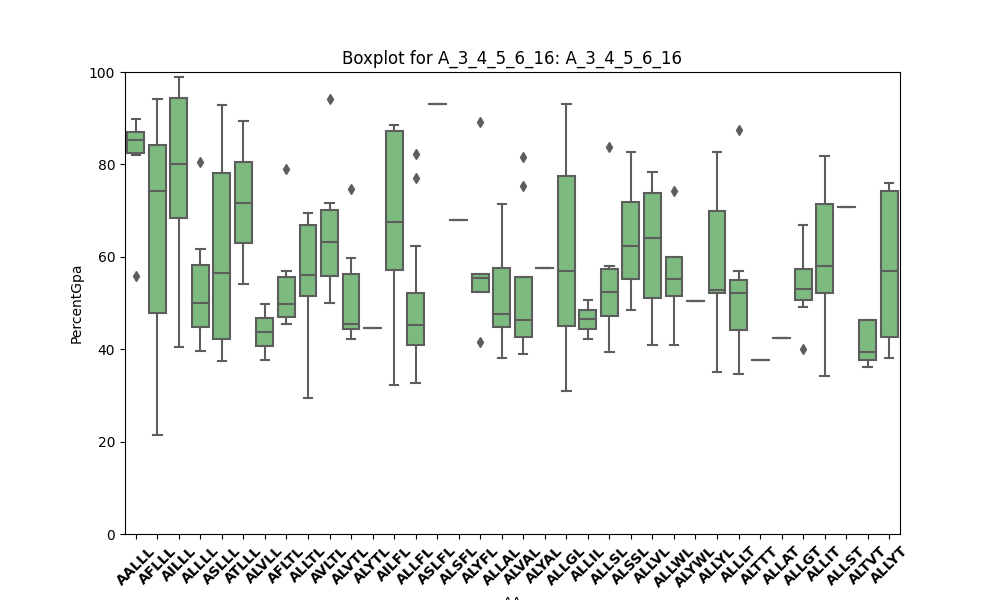 Boxplot for A_3_4_5_6_16: A_3_4_5_6_16
PercentGpa
100
80
60
40
20
0
AALLL
AFLLL
AILLL
ALLLL
ASLLL
ATLLL
ALVLL
AFLTL
ALLTL
AVLTL
ALVTL
ALYTL
AILFL
ALLFL
ASLFL
ALSFL
ALYFL
ALLAL
ALVAL
ALYAL
ALLGL
ALLIL
ALLSL
ALSSL
ALLVL
ALLWL
ALYWL
ALLYL
ALLLT
ALTTT
ALLAT
ALLGT
ALLIT
ALLST
ALTVT
ALLYT